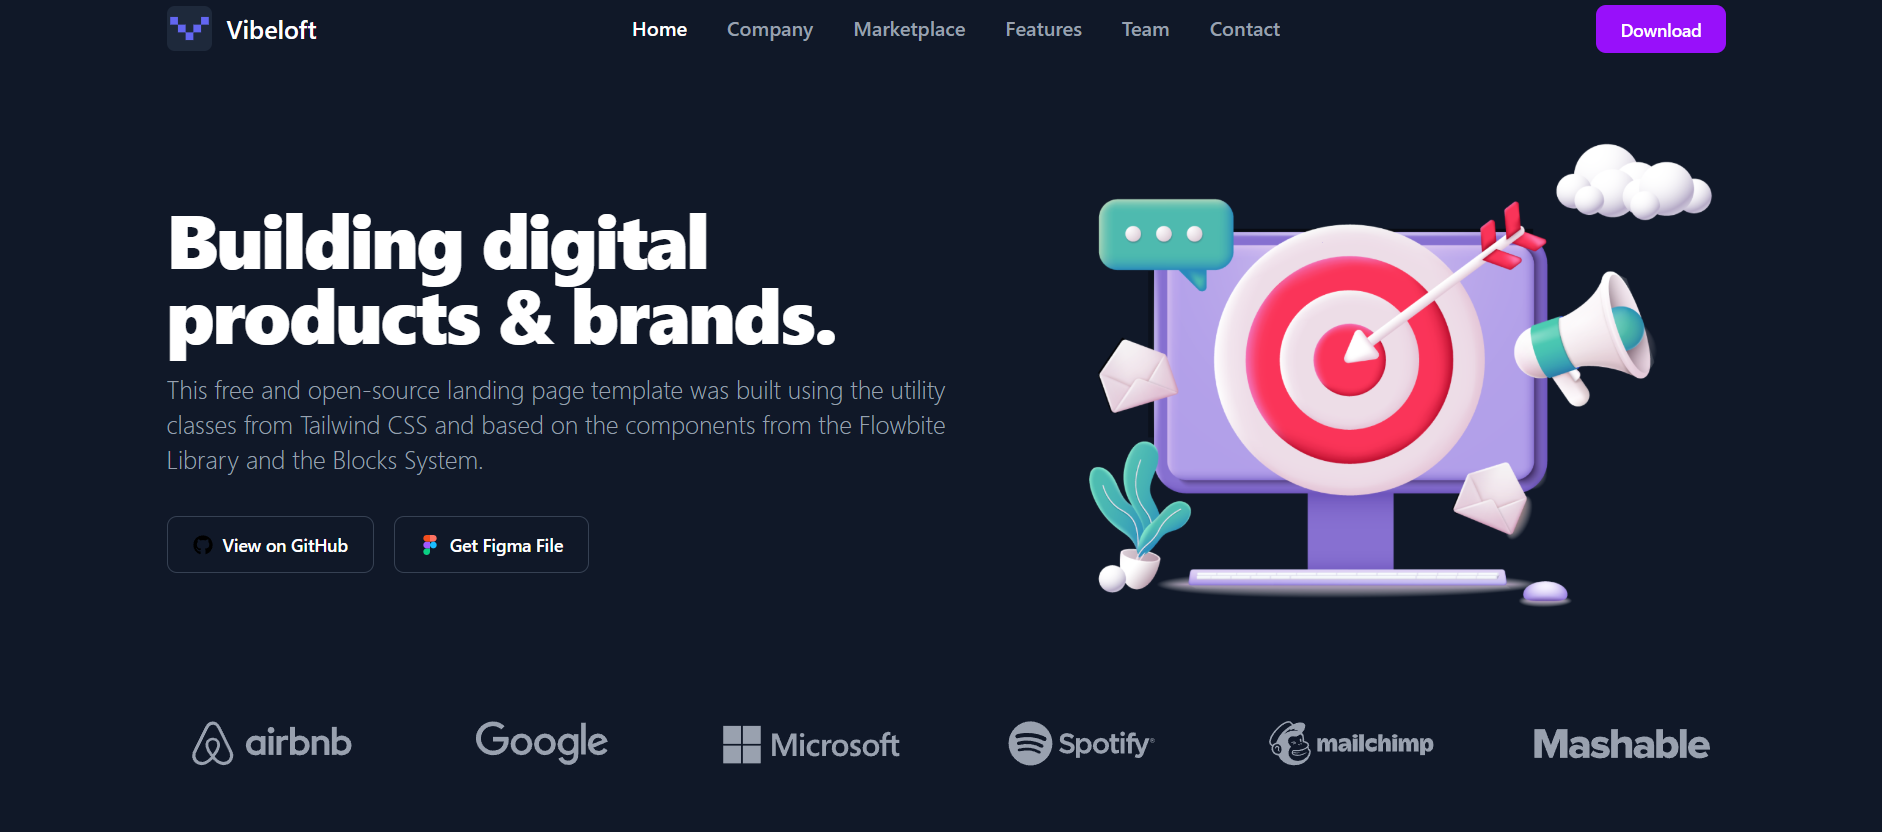 Vibeloft
Home
Company
Marketplace
Features
Team
Contact
Download
Building digital
products & brands.
This free and open-source landing page template was built using the utility
classes from Tailwind CSS and based on the components from the Flowbite
Library and the Blocks System.
View on GitHub
Get Figma File
airbnb
Google
Microsoft
Spotify®
mailchimp
Mashable